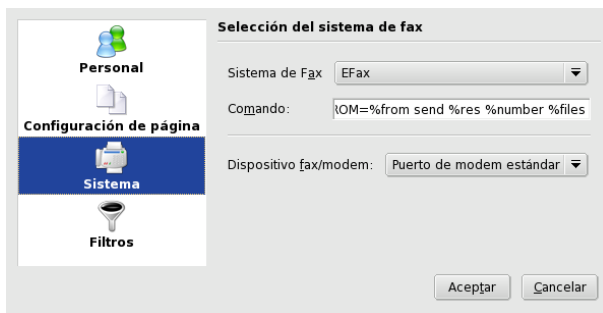 Selección del sistema de fax
Personal
Configuración de página
Sistema
Filtros
Sistema de Fax EFax
Comando: ROM=%from send %res %number %files
Dispositivo fax/modem: Puerto de modem estándar
Aceptar Cancelar